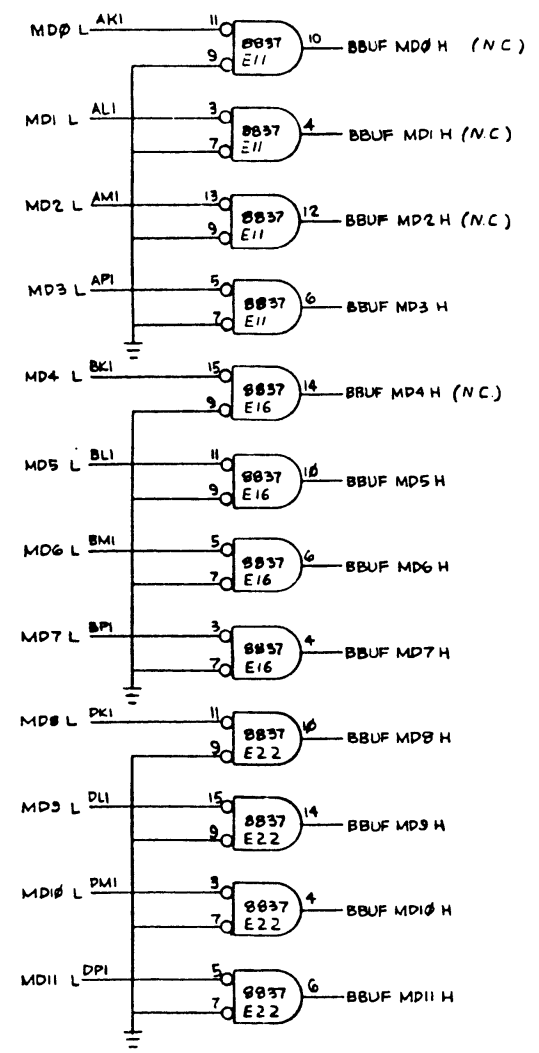 MDØ L AK1 11 8837 10 BBUF MDØ H (N.C)
9 E11
MD1 L AL1 3 8837 4 BBUF MD1 H (N.C)
7 E11
MD2 L AM1 13 8837 12 BBUF MD2 H (N.C)
9 E11
MD3 L AP1 5 8837 6 BBUF MD3 H
7 E11
MD4 L BK1 15 8837 14 BBUF MD4 H (N.C.)
9 E16
MD5 L BL1 11 8837 1Ø BBUF MD5 H
9 E16
MD6 L BM1 5 8837 6 BBUF MD6 H
7 E16
MD7 L BP1 3 8837 4 BBUF MD7 H
7 E16
MD8 L DK1 11 8837 1Ø BBUF MD8 H
9 E22
MD9 L DL1 15 8837 14 BBUF MD9 H
9 E22
MD1Ø L DM1 3 8837 4 BBUF MD1Ø H
7 E22
MD11 L DP1 5 8837 6 BBUF MD11 H
7 E22